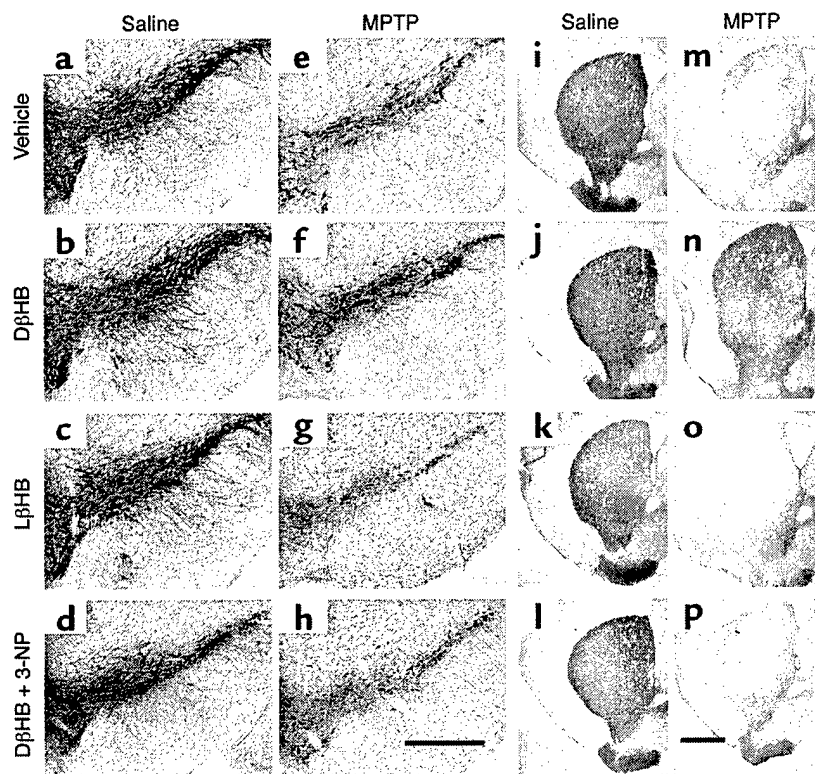 Saline MPTP Saline MPTP
Vehicle a e i m
DβHB b f j n
LβHB c g k o
DβHB + 3-NP d h l p